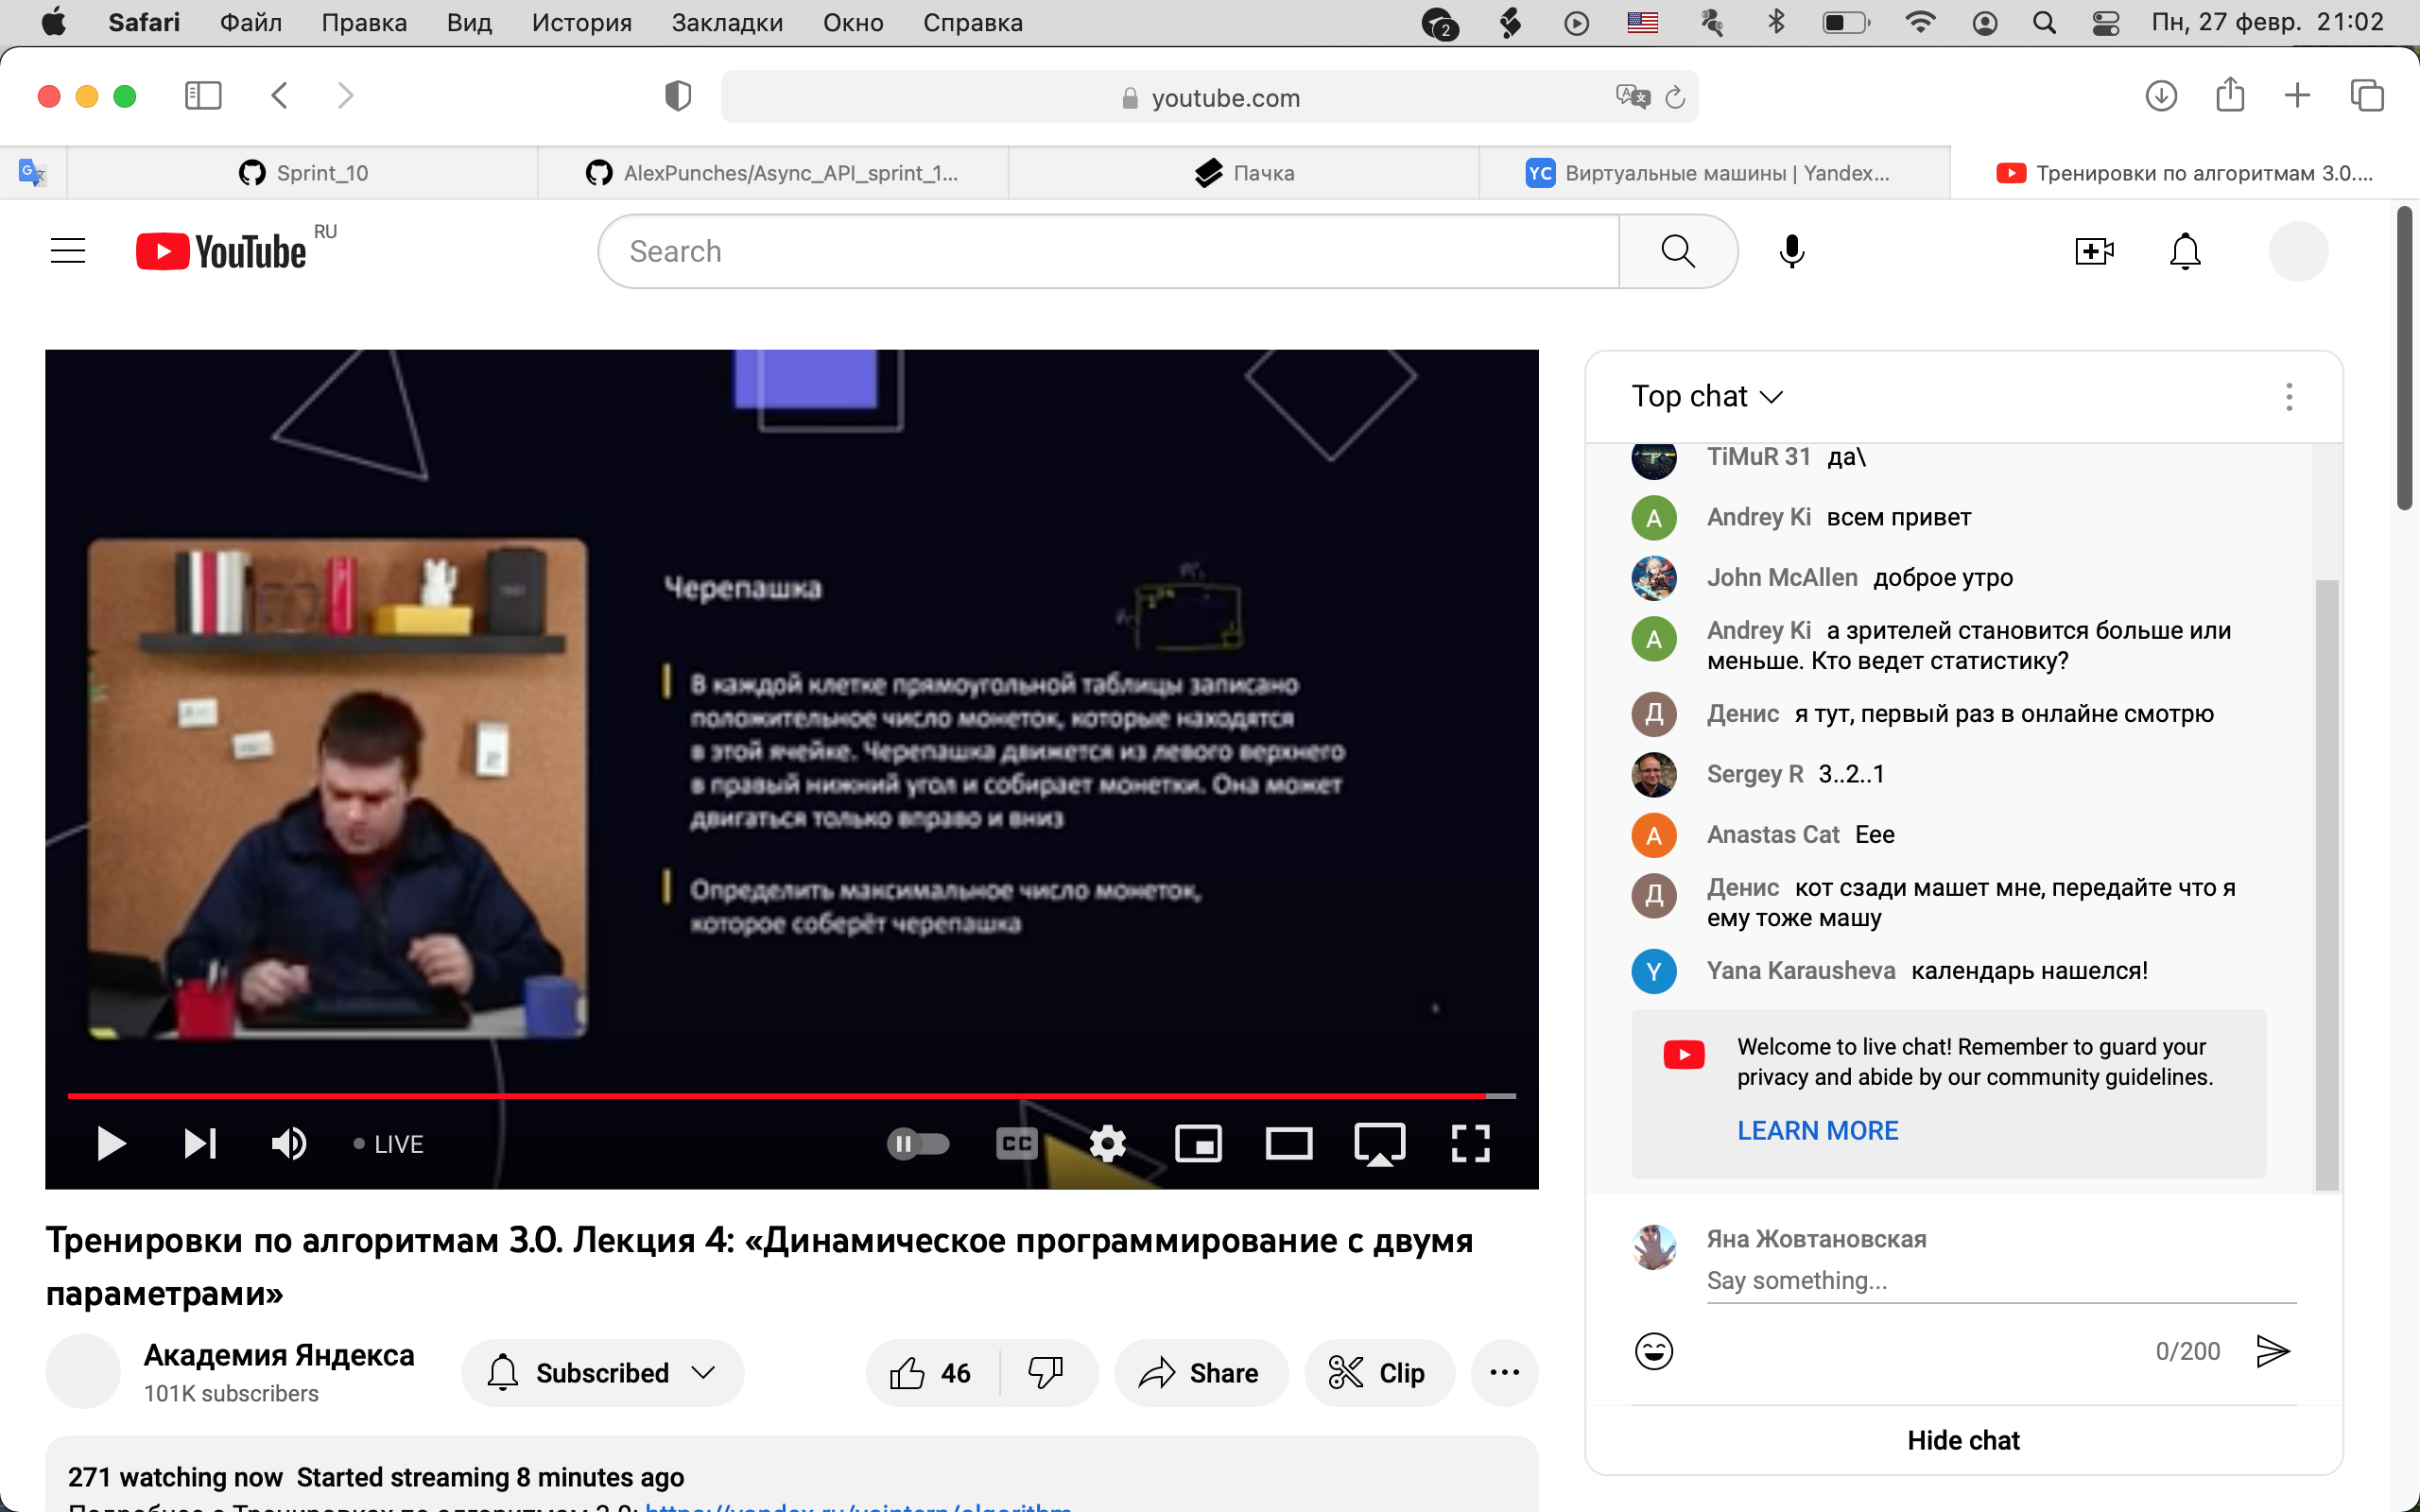 Safari Файл Правка Вид История Закладки Окно Справка 2 Пн, 27 февр. 21:02
youtube.com
Sprint_10 AlexPunches/Async_API_sprint_1... Пачка YC Виртуальные машины | Yandex... Тренировки по алгоритмам 3.0....
YouTube RU Search
Top chat
TiMuR 31 да\
Andrey Ki всем привет
John McAllen доброе утро
Andrey Ki а зрителей становится больше или
меньше. Кто ведет статистику?
Денис я тут, первый раз в онлайне смотрю
Sergey R 3..2..1
Anastas Cat Еее
Денис кот сзади машет мне, передайте что я
ему тоже машу
Yana Karausheva календарь нашелся!
Welcome to live chat! Remember to guard your
privacy and abide by our community guidelines.
LEARN MORE
Яна Жовтановская
Say something...
0/200
Hide chat
Черепашка
В каждой клетке прямоугольной таблицы записано
положительное число монеток, которые находятся
в этой ячейке. Черепашка движется из левого верхнего
в правый нижний угол и собирает монетки. Она может
двигаться только вправо и вниз
Определить максимальное число монеток,
которое соберёт черепашка
LIVE CC
Тренировки по алгоритмам 3.0. Лекция 4: «Динамическое программирование с двумя
параметрами»
Академия Яндекса
101K subscribers
Subscribed 46 Share Clip
271 watching now Started streaming 8 minutes ago
Подробнее о Тренировках по алгоритмам 3.0: https://yandex.ru/yaintern/algorithm